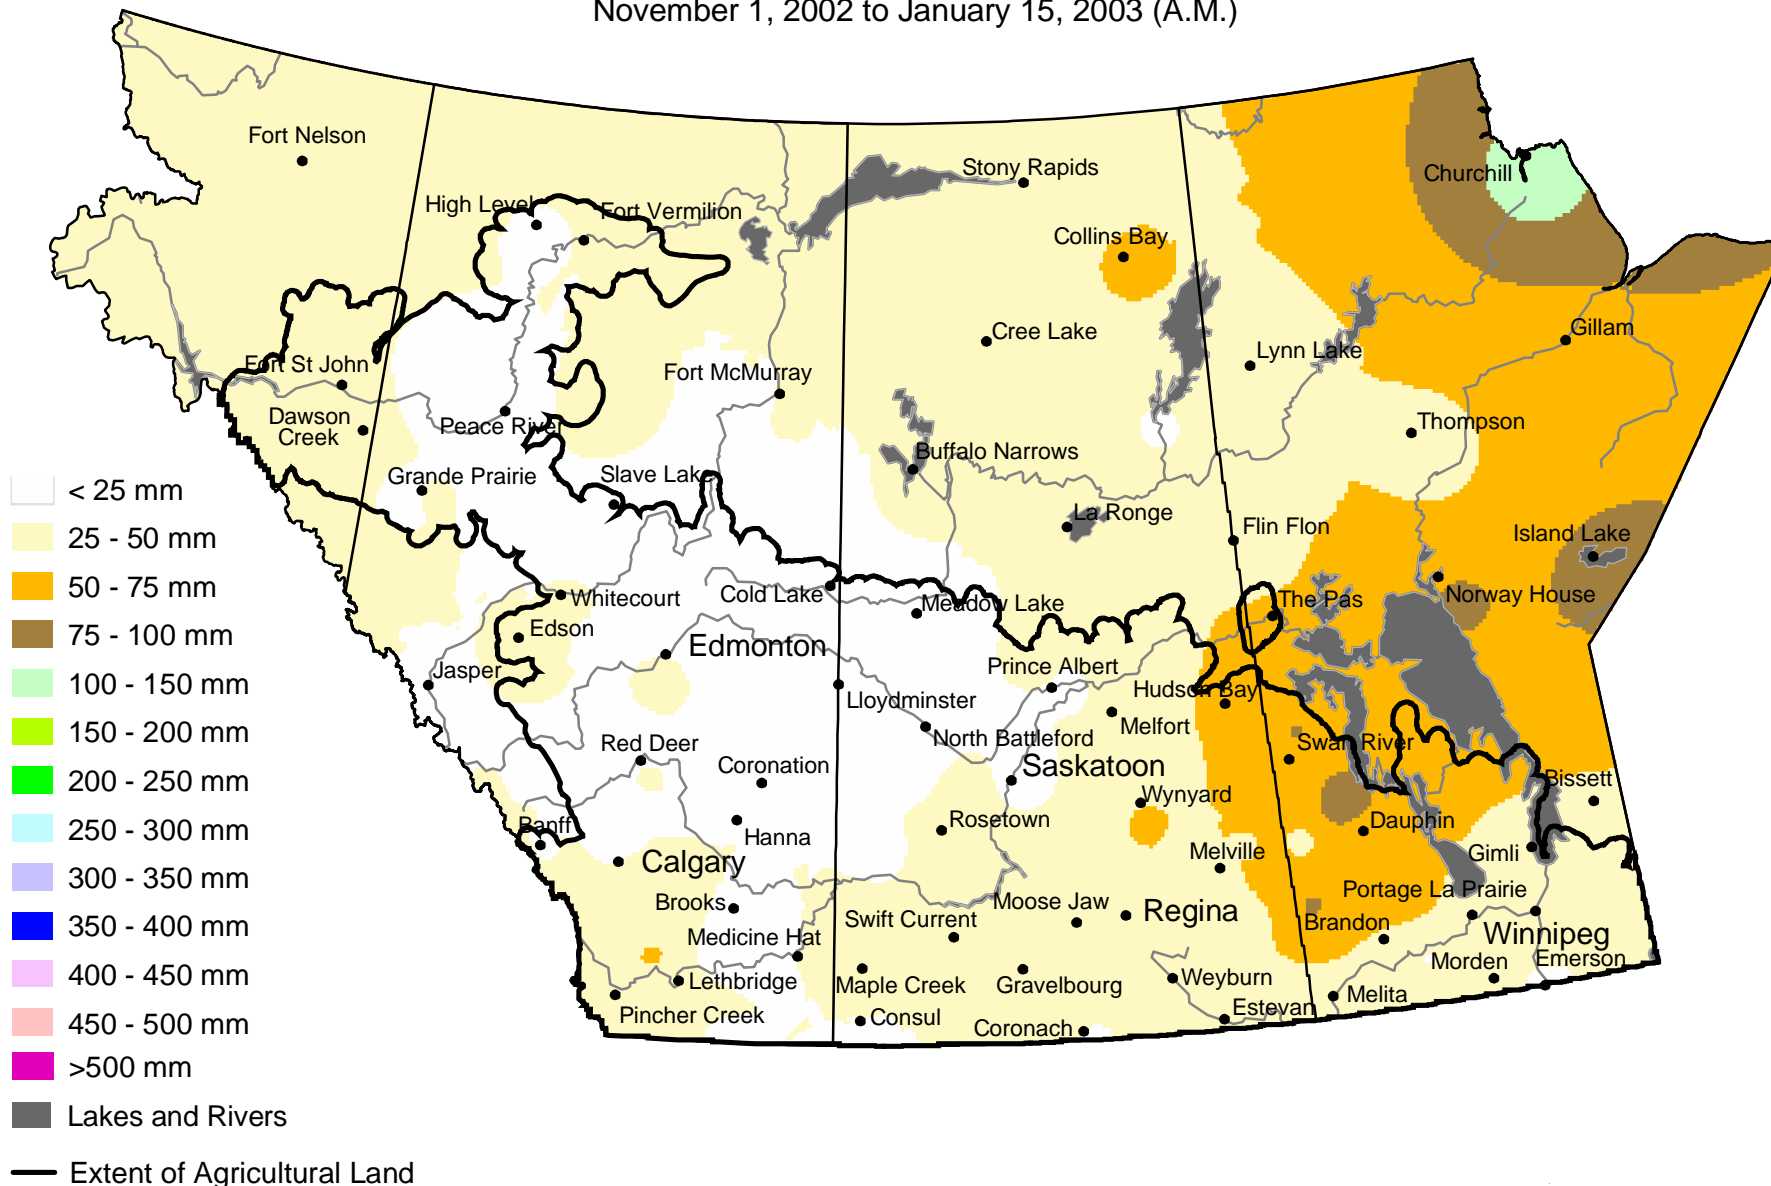 November 1, 2002 to January 15, 2003 (A.M.)
Fort Nelson
Stony Rapids
Churchill
High Level
Fort Vermilion
Collins Bay
Gillam
Cree Lake
Lynn Lake
Fort St John
Fort McMurray
Dawson
Creek
Peace River
Thompson
Buffalo Narrows
Grande Prairie
Slave Lake
La Ronge
Flin Flon
Island Lake
Whitecourt
Cold Lake
Meadow Lake
The Pas
Norway House
Edson
Edmonton
Jasper
Prince Albert
Hudson Bay
Lloydminster
Melfort
Red Deer
North Battleford
Swan River
Coronation
Saskatoon
Bissett
Wynyard
Banff
Hanna
Rosetown
Dauphin
Calgary
Melville
Gimli
Brooks
Swift Current
Moose Jaw
Regina
Portage La Prairie
Brandon
Medicine Hat
Winnipeg
Lethbridge
Maple Creek
Gravelbourg
Weyburn
Morden
Emerson
Pincher Creek
Consul
Coronach
Estevan
Melita
< 25 mm
25 - 50 mm
50 - 75 mm
75 - 100 mm
100 - 150 mm
150 - 200 mm
200 - 250 mm
250 - 300 mm
300 - 350 mm
350 - 400 mm
400 - 450 mm
450 - 500 mm
>500 mm
Lakes and Rivers
Extent of Agricultural Land